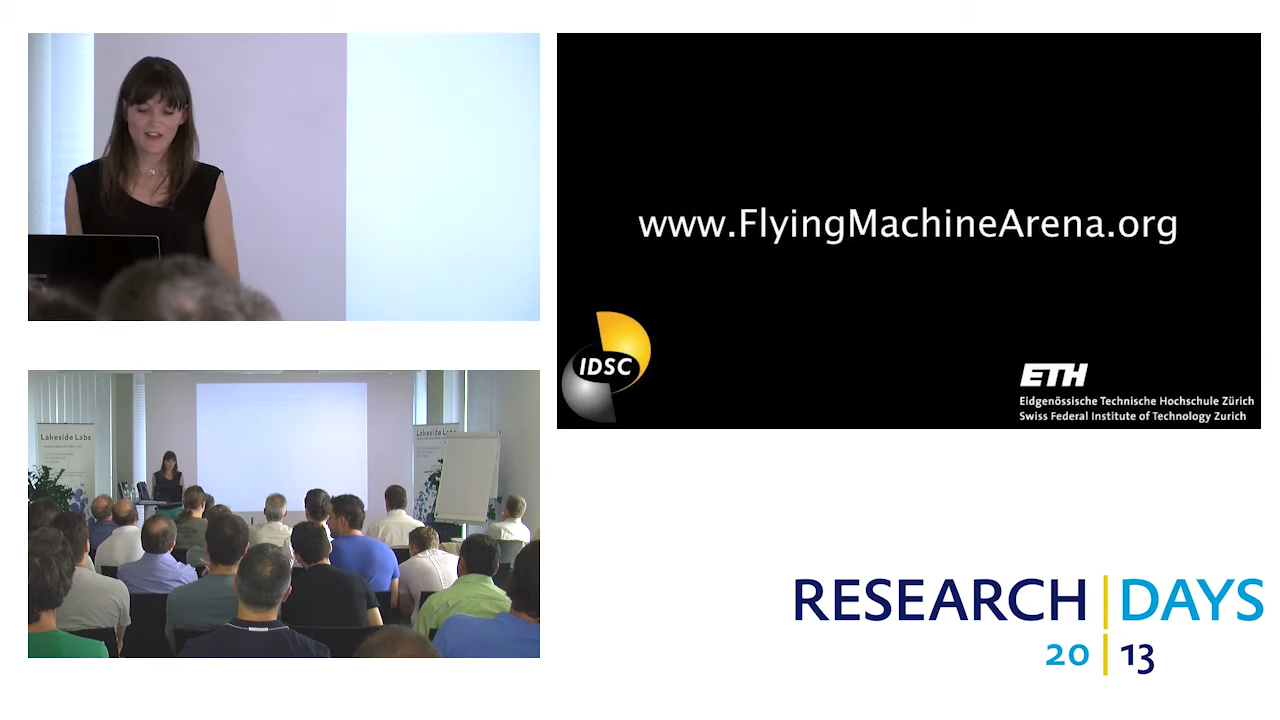 www.FlyingMachineArena.org
IDSC
ETH
Eidgenössische Technische Hochschule Zürich
Swiss Federal Institute of Technology Zurich
Lakeside Labs
Lakeside Labs
RESEARCH DAYS
20 13